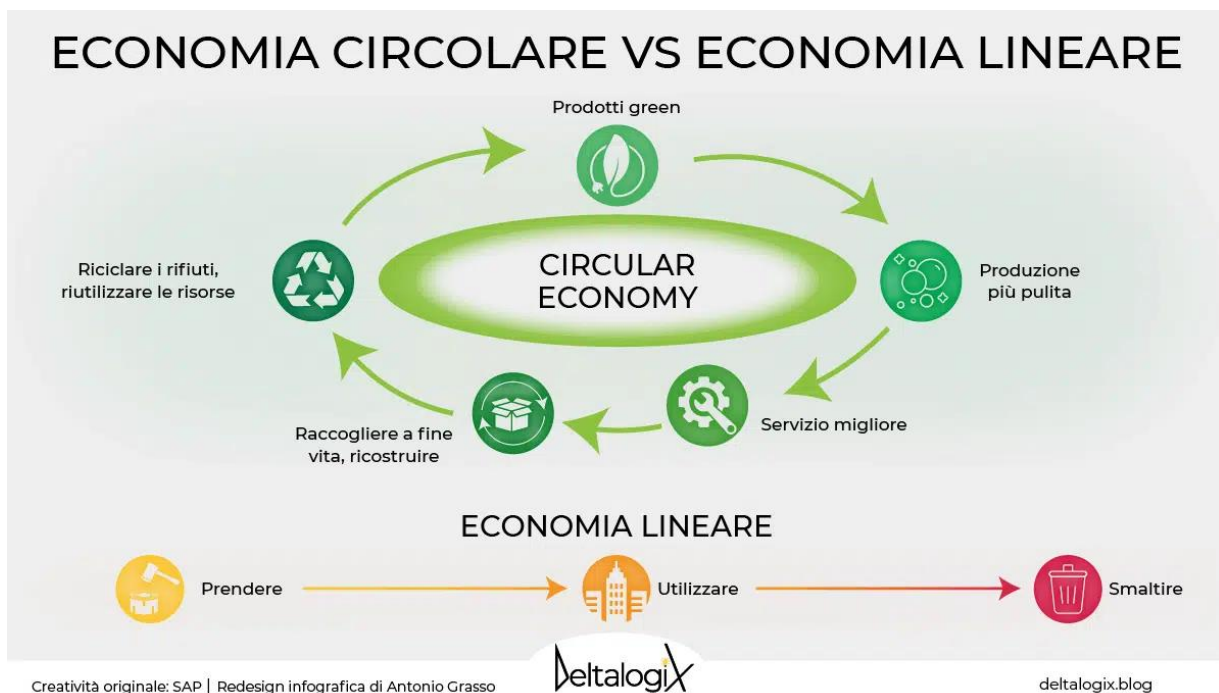 ECONOMIA CIRCOLARE VS ECONOMIA LINEARE
Prodotti green
Riciclare i rifiuti,
riutilizzare le risorse
CIRCULAR
ECONOMY
Produzione
più pulita
Raccogliere a fine
vita, ricostruire
Servizio migliore
ECONOMIA LINEARE
Prendere
Utilizzare
Smaltire
Creatività originale: SAP | Redesign infografica di Antonio Grasso
DeltalogiX
deltalogix.blog